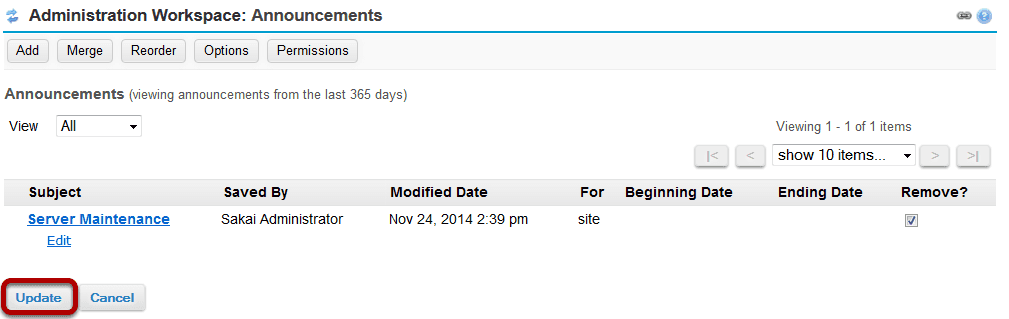 Administration Workspace: Announcements
Add Merge Reorder Options Permissions
Announcements (viewing announcements from the last 365 days)
View All
Viewing 1 - 1 of 1 items
|< < show 10 items... > >|
Subject Saved By Modified Date For Beginning Date Ending Date Remove?
Server Maintenance Sakai Administrator Nov 24, 2014 2:39 pm site
Edit
Update Cancel